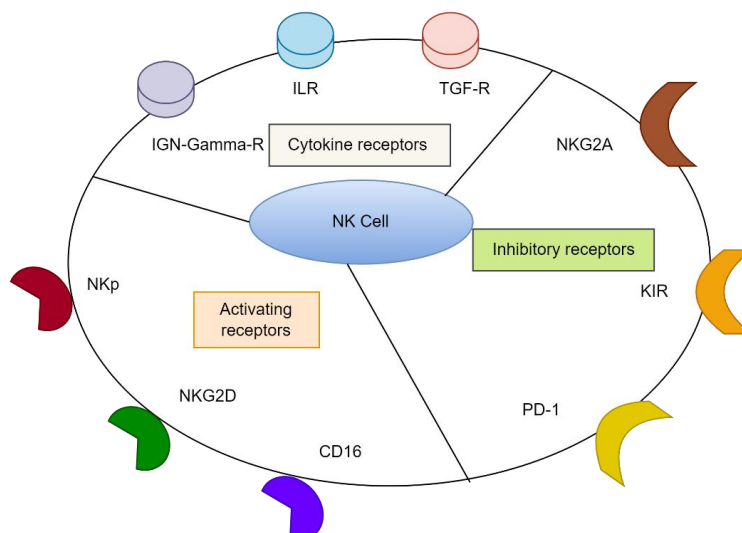 ILR
TGF-R
IGN-Gamma-R
Cytokine receptors
NKG2A
NK Cell
Inhibitory receptors
NKp
KIR
Activating
receptors
NKG2D
PD-1
CD16